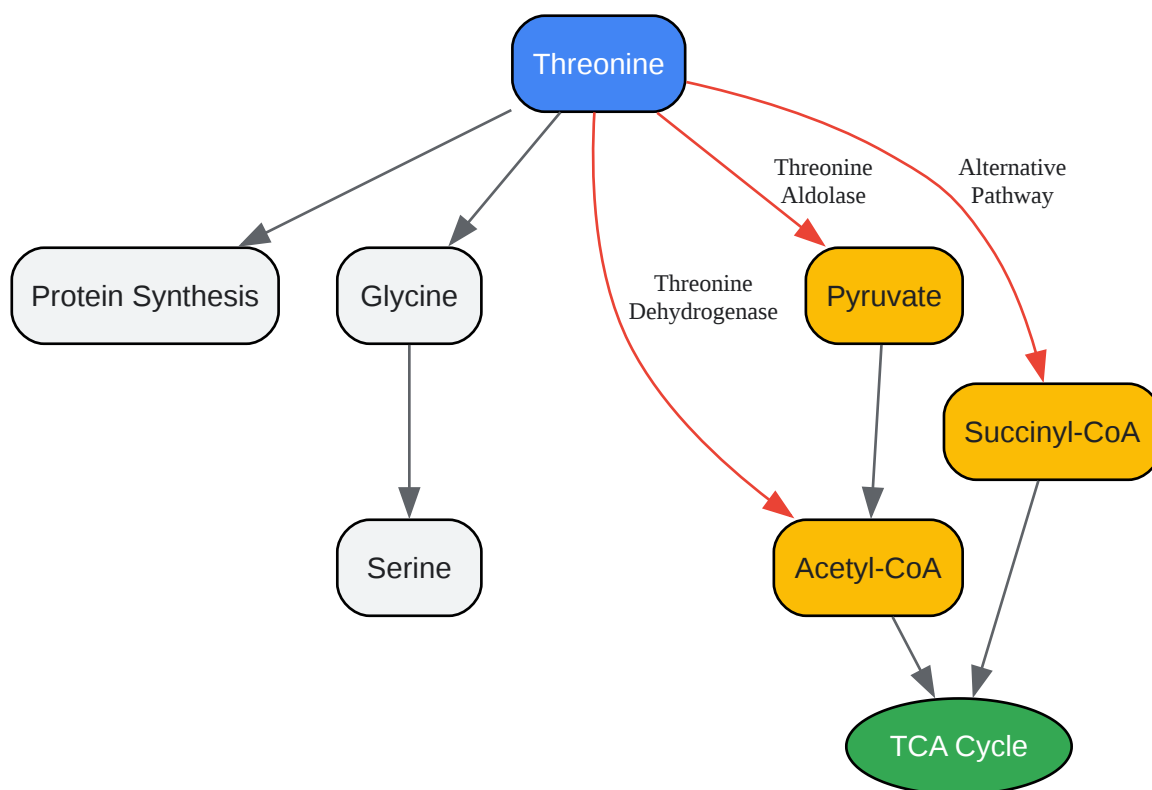 Threonine
Threonine
Aldolase
Alternative
Pathway
Protein Synthesis
Glycine
Threonine
Dehydrogenase
Pyruvate
Succinyl-CoA
Serine
Acetyl-CoA
TCA Cycle